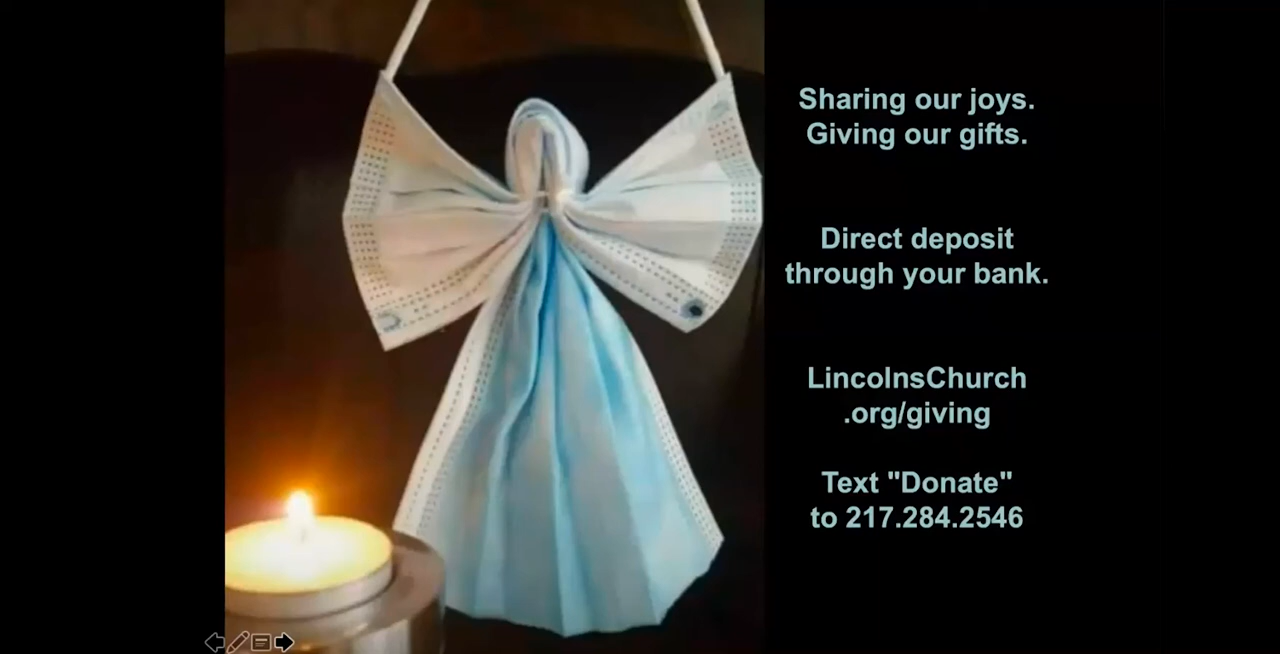 Sharing our joys.
Giving our gifts.
Direct deposit
through your bank.
LincolnsChurch
.org/giving
Text "Donate"
to 217.284.2546